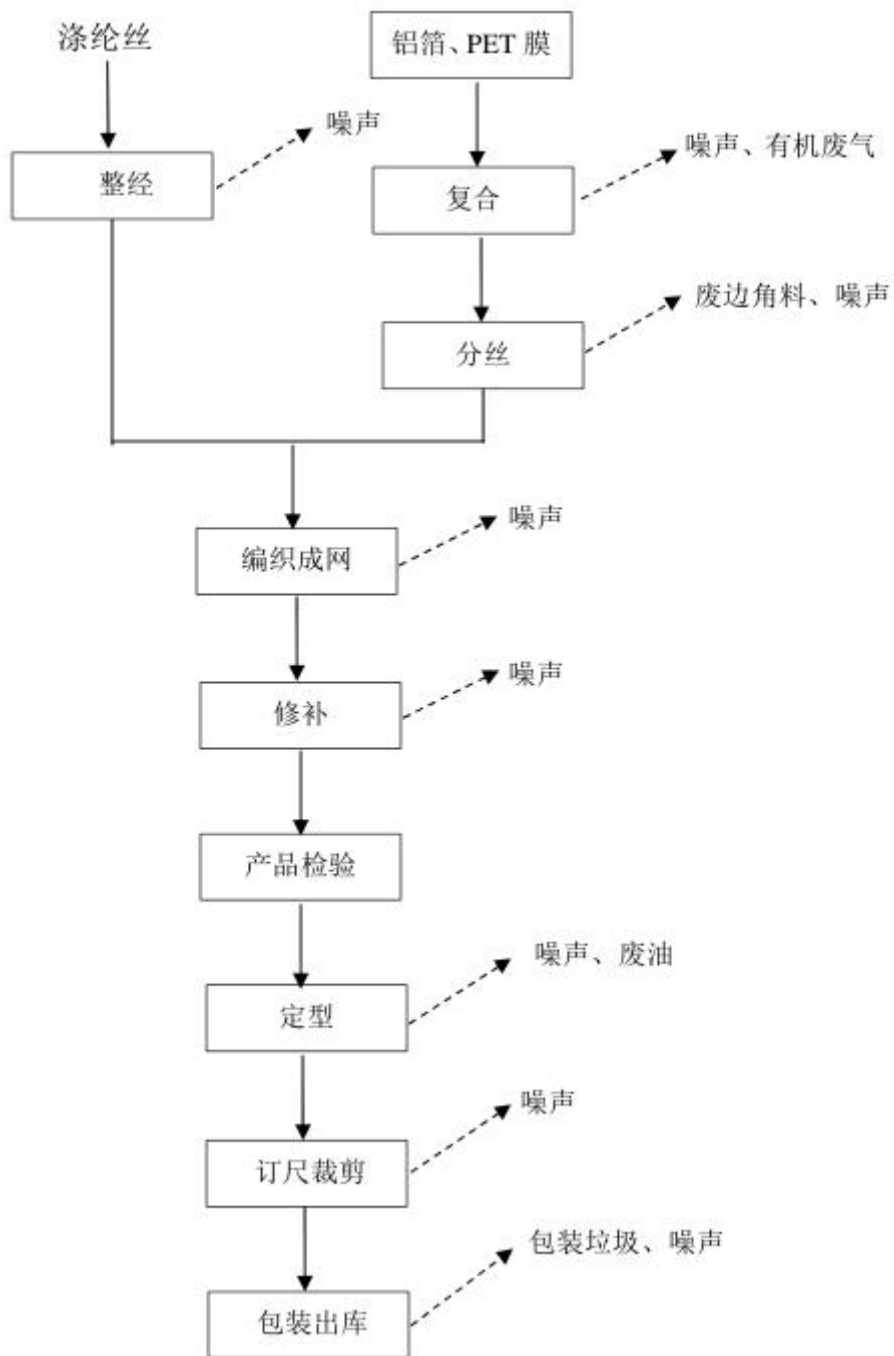 涤纶丝
铝箔、PET 膜
噪声
整经
噪声、有机废气
复合
废边角料、噪声
分丝
噪声
编织成网
噪声
修补
产品检验
噪声、废油
定型
噪声
订尺裁剪
包装垃圾、噪声
包装出库